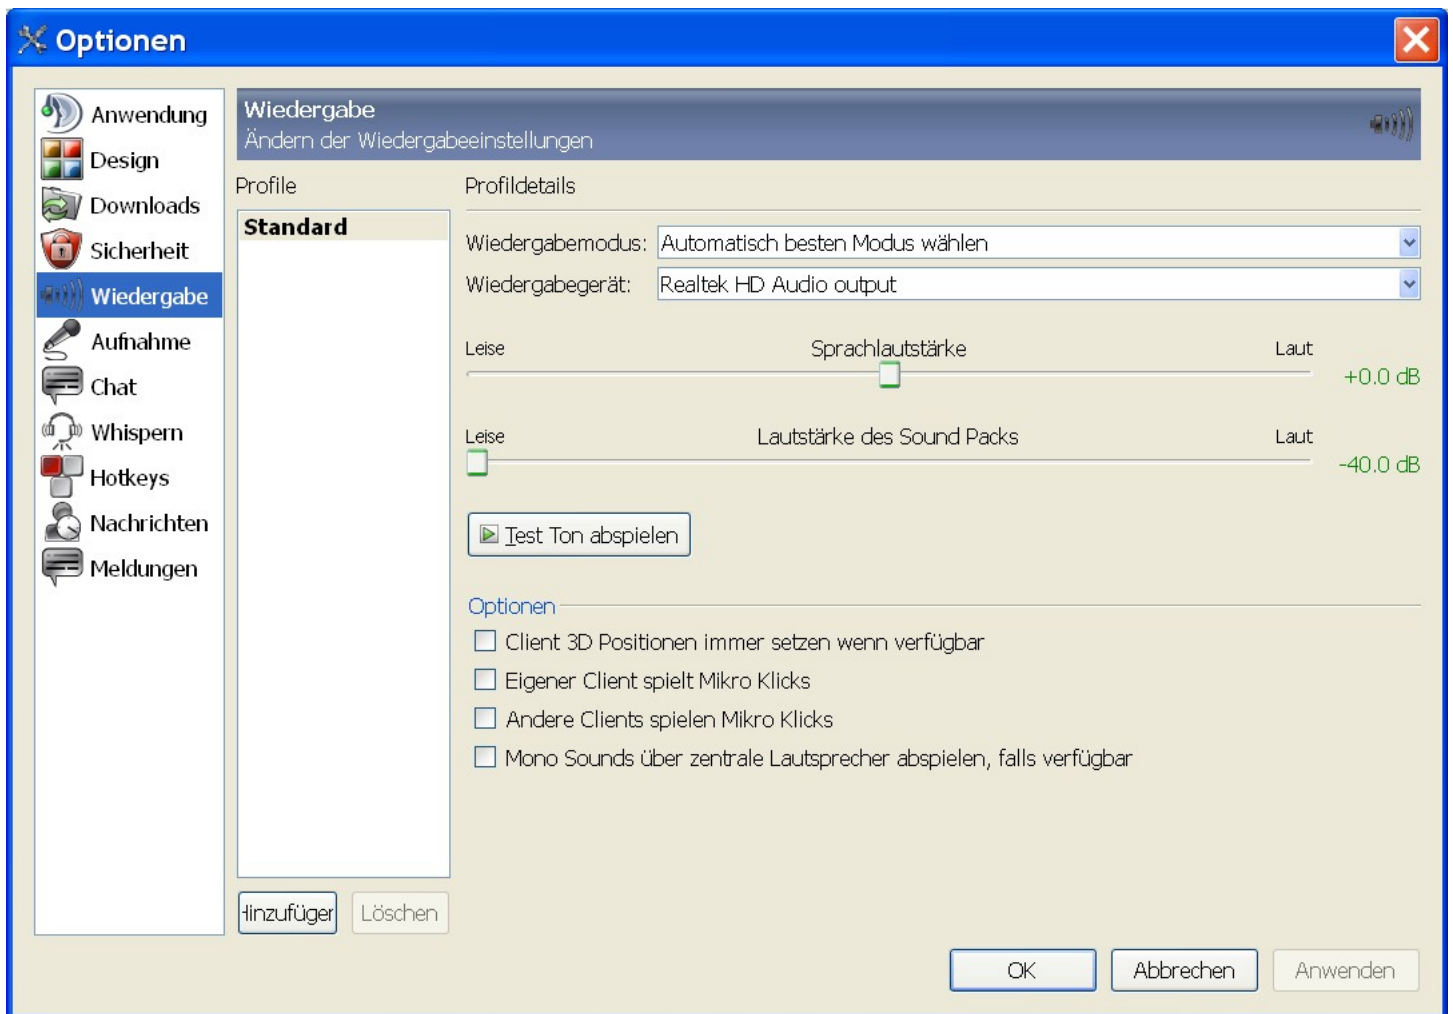 Optionen
Anwendung
Design
Downloads
Sicherheit
Wiedergabe
Aufnahme
Chat
Whispern
Hotkeys
Nachrichten
Meldungen
Wiedergabe
Ändern der Wiedergabeeinstellungen
Profile
Standard
Hinzufügen Löschen
Profildetails
Wiedergabemodus: Automatisch besten Modus wählen
Wiedergabegerät: Realtek HD Audio output
Leise Sprachlautstärke Laut
+0.0 dB
Leise Lautstärke des Sound Packs Laut
-40.0 dB
Test Ton abspielen
Optionen
Client 3D Positionen immer setzen wenn verfügbar
Eigener Client spielt Mikro Klicks
Andere Clients spielen Mikro Klicks
Mono Sounds über zentrale Lautsprecher abspielen, falls verfügbar
OK Abbrechen Anwenden